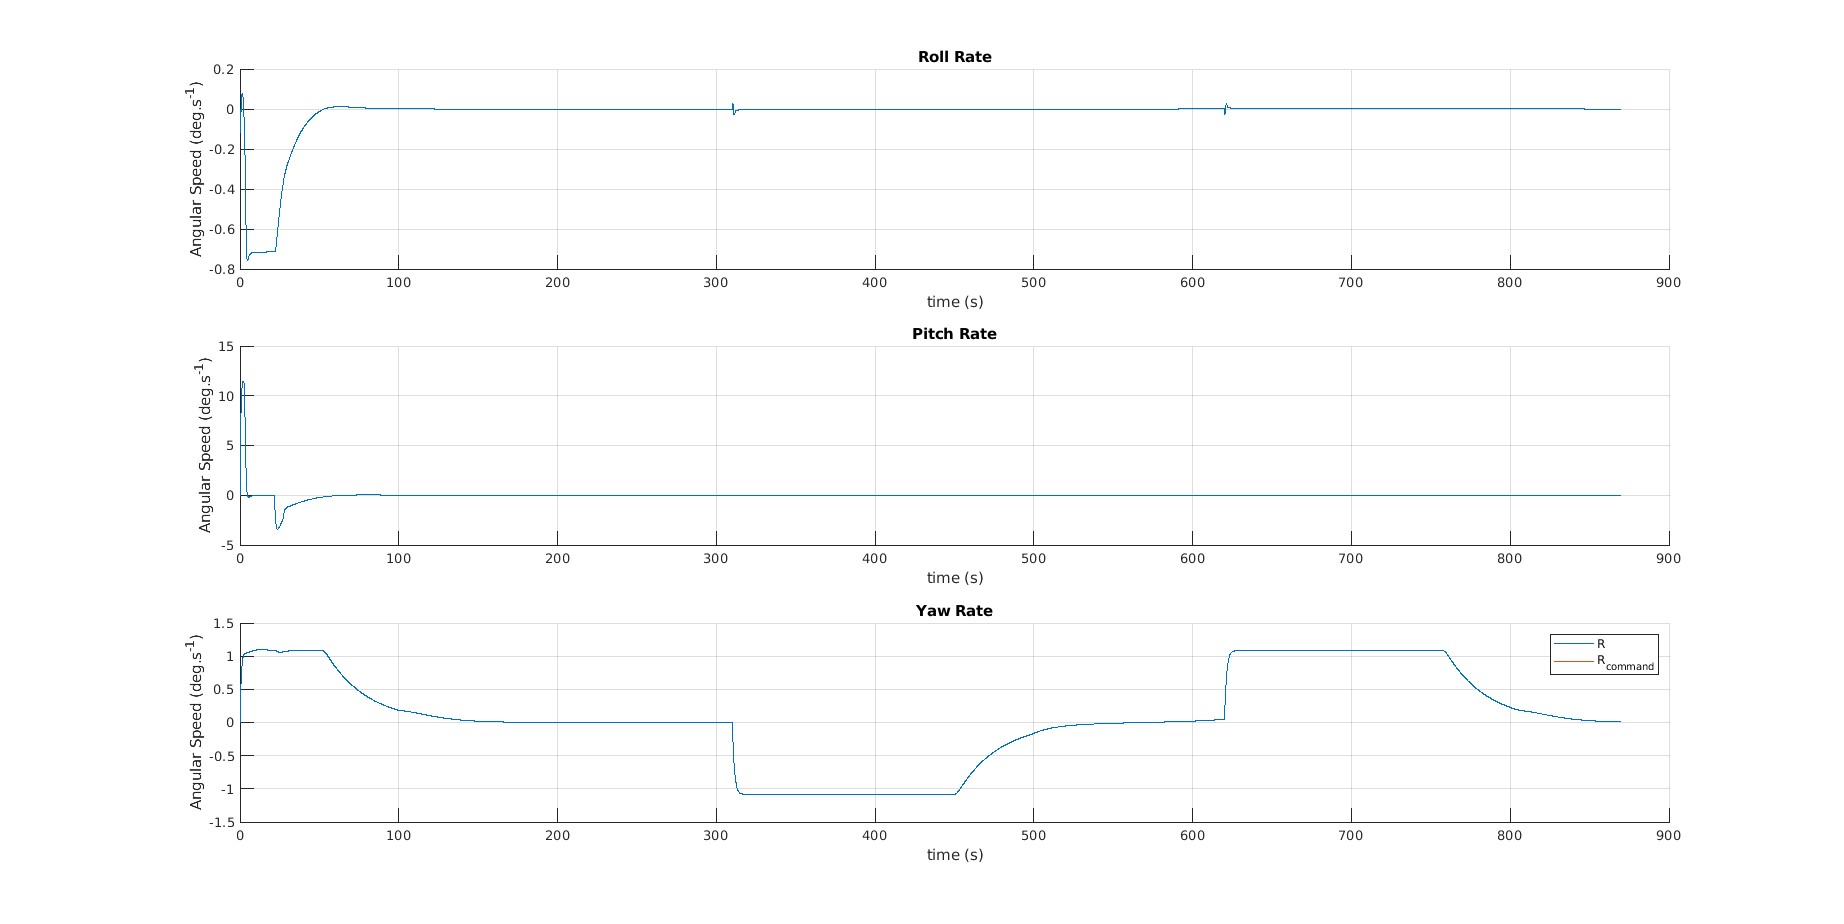 Roll Rate
0.2
0
-0.2
-0.4
-0.6
-0.8
Angular Speed (deg.s-1)
0 100 200 300 400 500 600 700 800 900
time (s)
Pitch Rate
15
10
5
0
-5
Angular Speed (deg.s-1)
0 100 200 300 400 500 600 700 800 900
time (s)
Yaw Rate
1.5
1
0.5
0
-0.5
-1
-1.5
Angular Speed (deg.s-1)
R
Rcommand
0 100 200 300 400 500 600 700 800 900
time (s)